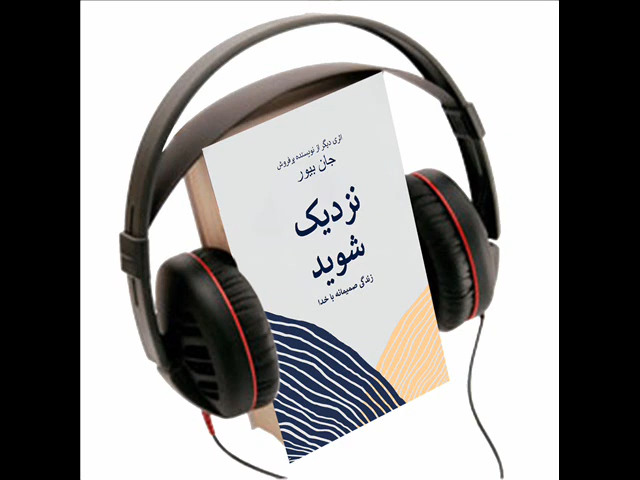 اثری دیگر از نویسنده پرفروش
جان بیور
نزدیک
شوید
زندگی صمیمانه با خدا